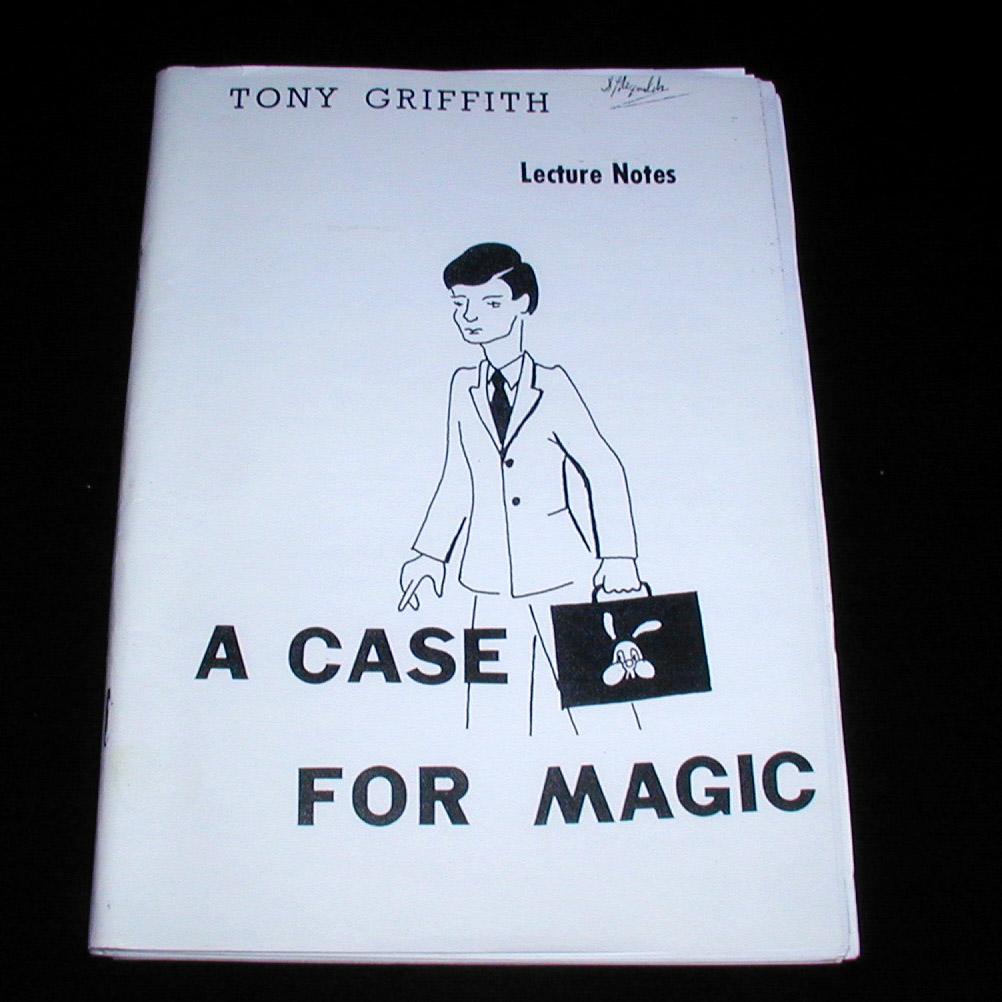 TONY GRIFFITH
Lecture Notes
A CASE
FOR MAGIC